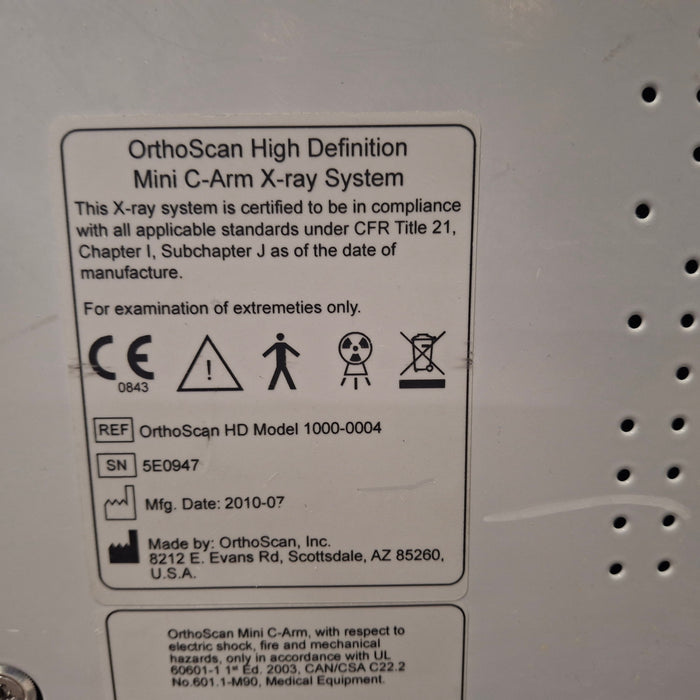 OrthoScan High Definition
Mini C-Arm X-ray System
This X-ray system is certified to be in compliance
with all applicable standards under CFR Title 21,
Chapter I, Subchapter J as of the date of
manufacture.
For examination of extremeties only.
CE
0843
!
REF OrthoScan HD Model 1000-0004
SN 5E0947
Mfg. Date: 2010-07
Made by: OrthoScan, Inc.
8212 E. Evans Rd, Scottsdale, AZ 85260,
U.S.A.
OrthoScan Mini C-Arm, with respect to
electric shock, fire and mechanical
hazards, only in accordance with UL
60601-1 1st Ed. 2003, CAN/CSA C22.2
No.601.1-M90, Medical Equipment.